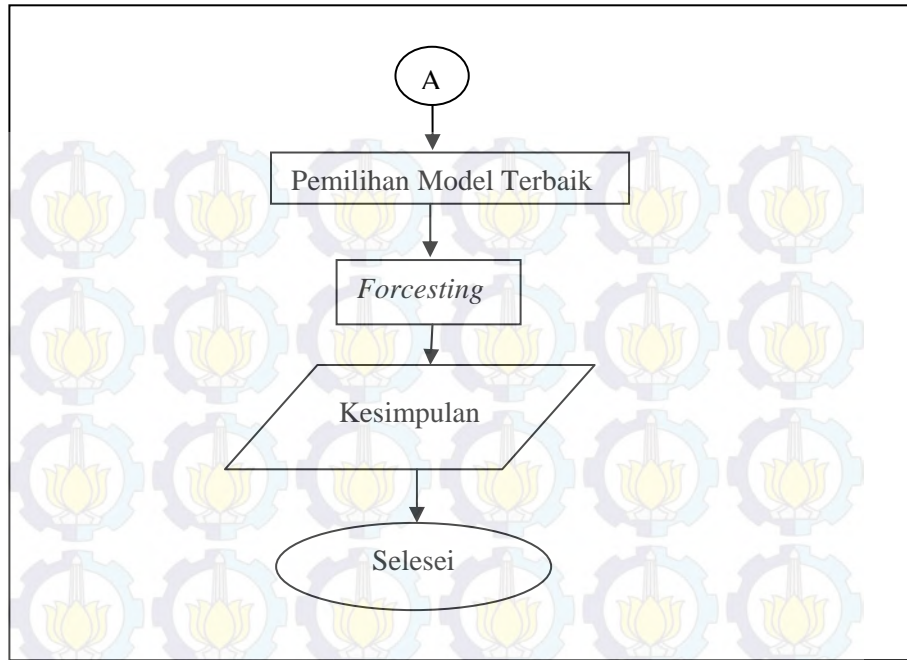 A
Pemilihan Model Terbaik
Forcesting
Kesimpulan
Selesei